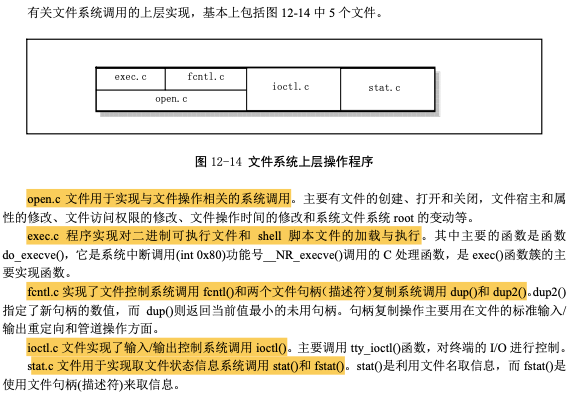 有关文件系统调用的上层实现，基本上包括图 12-14 中 5 个文件。
exec.c fcntl.c
ioctl.c stat.c
open.c
图 12-14 文件系统上层操作程序
open.c 文件用于实现与文件操作相关的系统调用。主要有文件的创建、打开和关闭，文件宿主和属
性的修改、文件访问权限的修改、文件操作时间的修改和系统文件系统 root 的变动等。
exec.c 程序实现对二进制可执行文件和 shell 脚本文件的加载与执行。其中主要的函数是函数
do_execve()，它是系统中断调用(int 0x80)功能号__NR_execve()调用的 C 处理函数，是 exec()函数簇的主
要实现函数。
fcntl.c 实现了文件控制系统调用 fcntl()和两个文件句柄（描述符）复制系统调用 dup()和 dup2()。dup2()
指定了新句柄的数值，而 dup()则返回当前值最小的未用句柄。句柄复制操作主要用在文件的标准输入/
输出重定向和管道操作方面。
ioctl.c 文件实现了输入/输出控制系统调用 ioctl()。主要调用 tty_ioctl()函数，对终端的 I/O 进行控制。
stat.c 文件用于实现取文件状态信息系统调用 stat()和 fstat()。stat()是利用文件名取信息，而 fstat()是
使用文件句柄(描述符)来取信息。